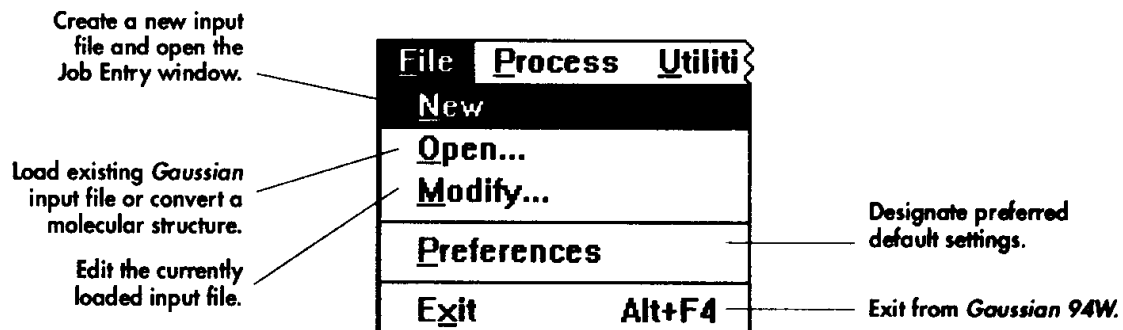 Create a new input
file and open the
Job Entry window.
File Process Utiliti
New
Open...
Load existing Gaussian
input file or convert a
molecular structure.
Modify...
Designate preferred
default settings.
Preferences
Edit the currently
loaded input file.
Exit Alt+F4
Exit from Gaussian 94W.